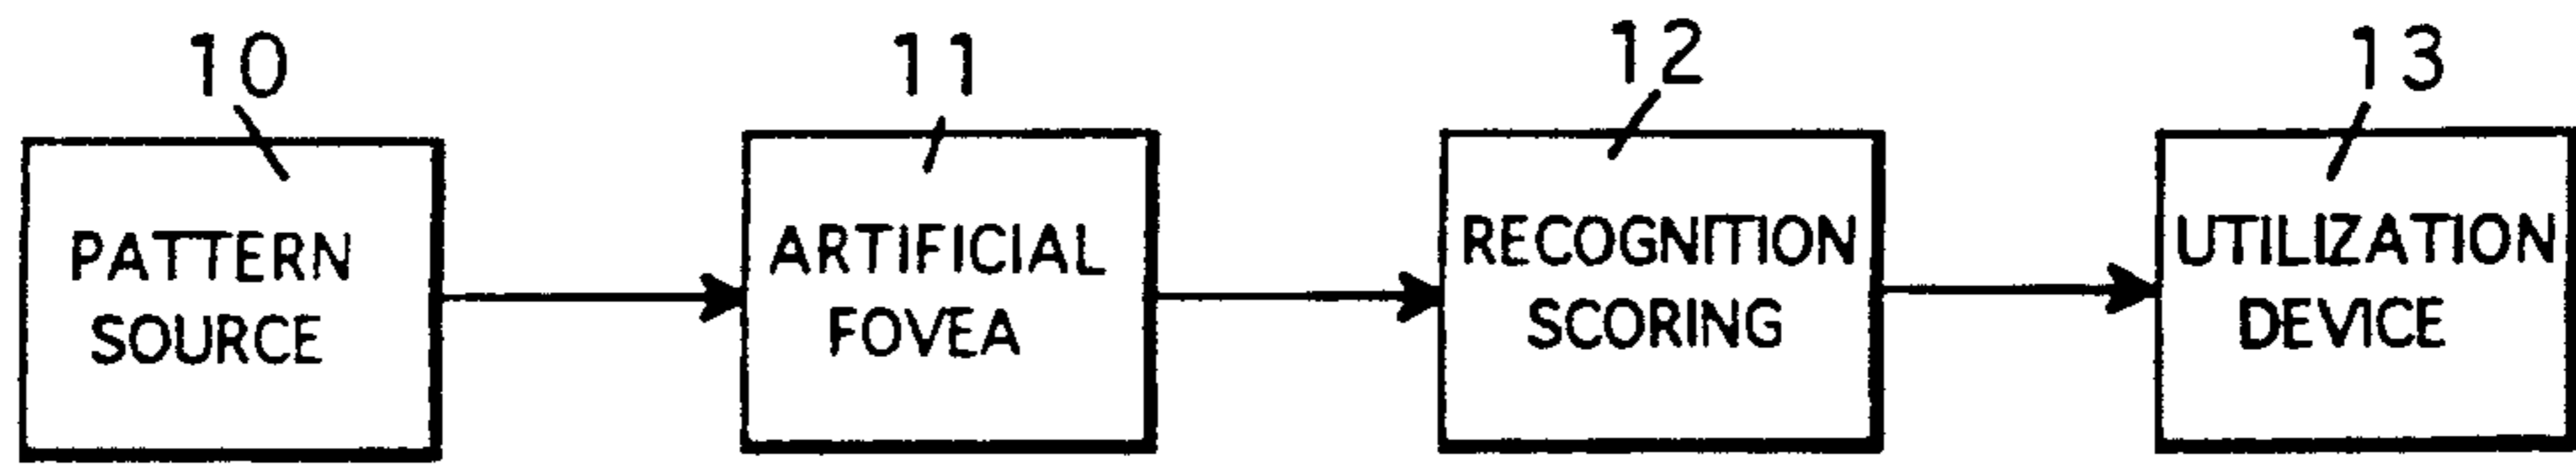 10
11
12
13
PATTERN
SOURCE
ARTIFICIAL
FOVEA
RECOGNITION
SCORING
UTILIZATION
DEVICE